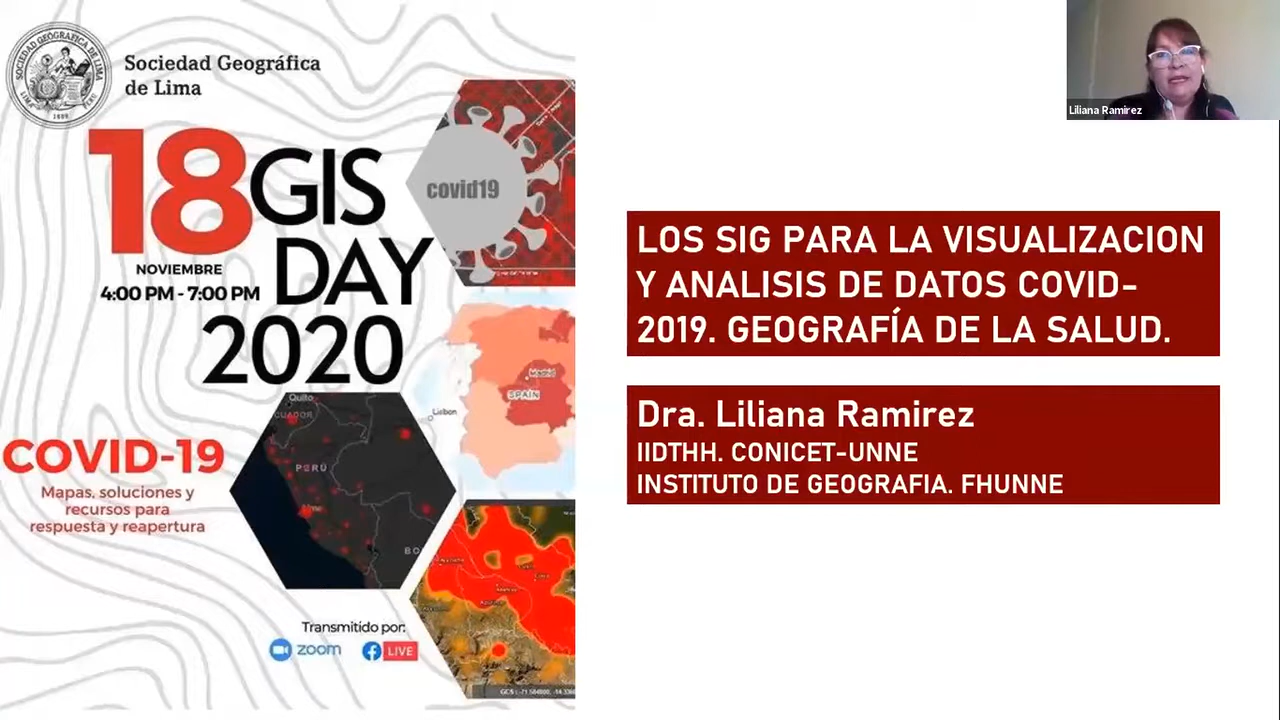 Sociedad Geográfica
de Lima
18
GIS
DAY
2020
NOVIEMBRE
4:00 PM - 7:00 PM
covid19
COVID-19
Mapas, soluciones y
recursos para
respuesta y reapertura
Quito
ECUADOR
PERÚ
Madrid
SPAIN
Lisbon
Transmitido por:
zoom
LIVE
Liliana Ramirez
LOS SIG PARA LA VISUALIZACION
Y ANALISIS DE DATOS COVID-
2019. GEOGRAFÍA DE LA SALUD.
Dra. Liliana Ramirez
IIDTHH. CONICET-UNNE
INSTITUTO DE GEOGRAFIA. FHUNNE